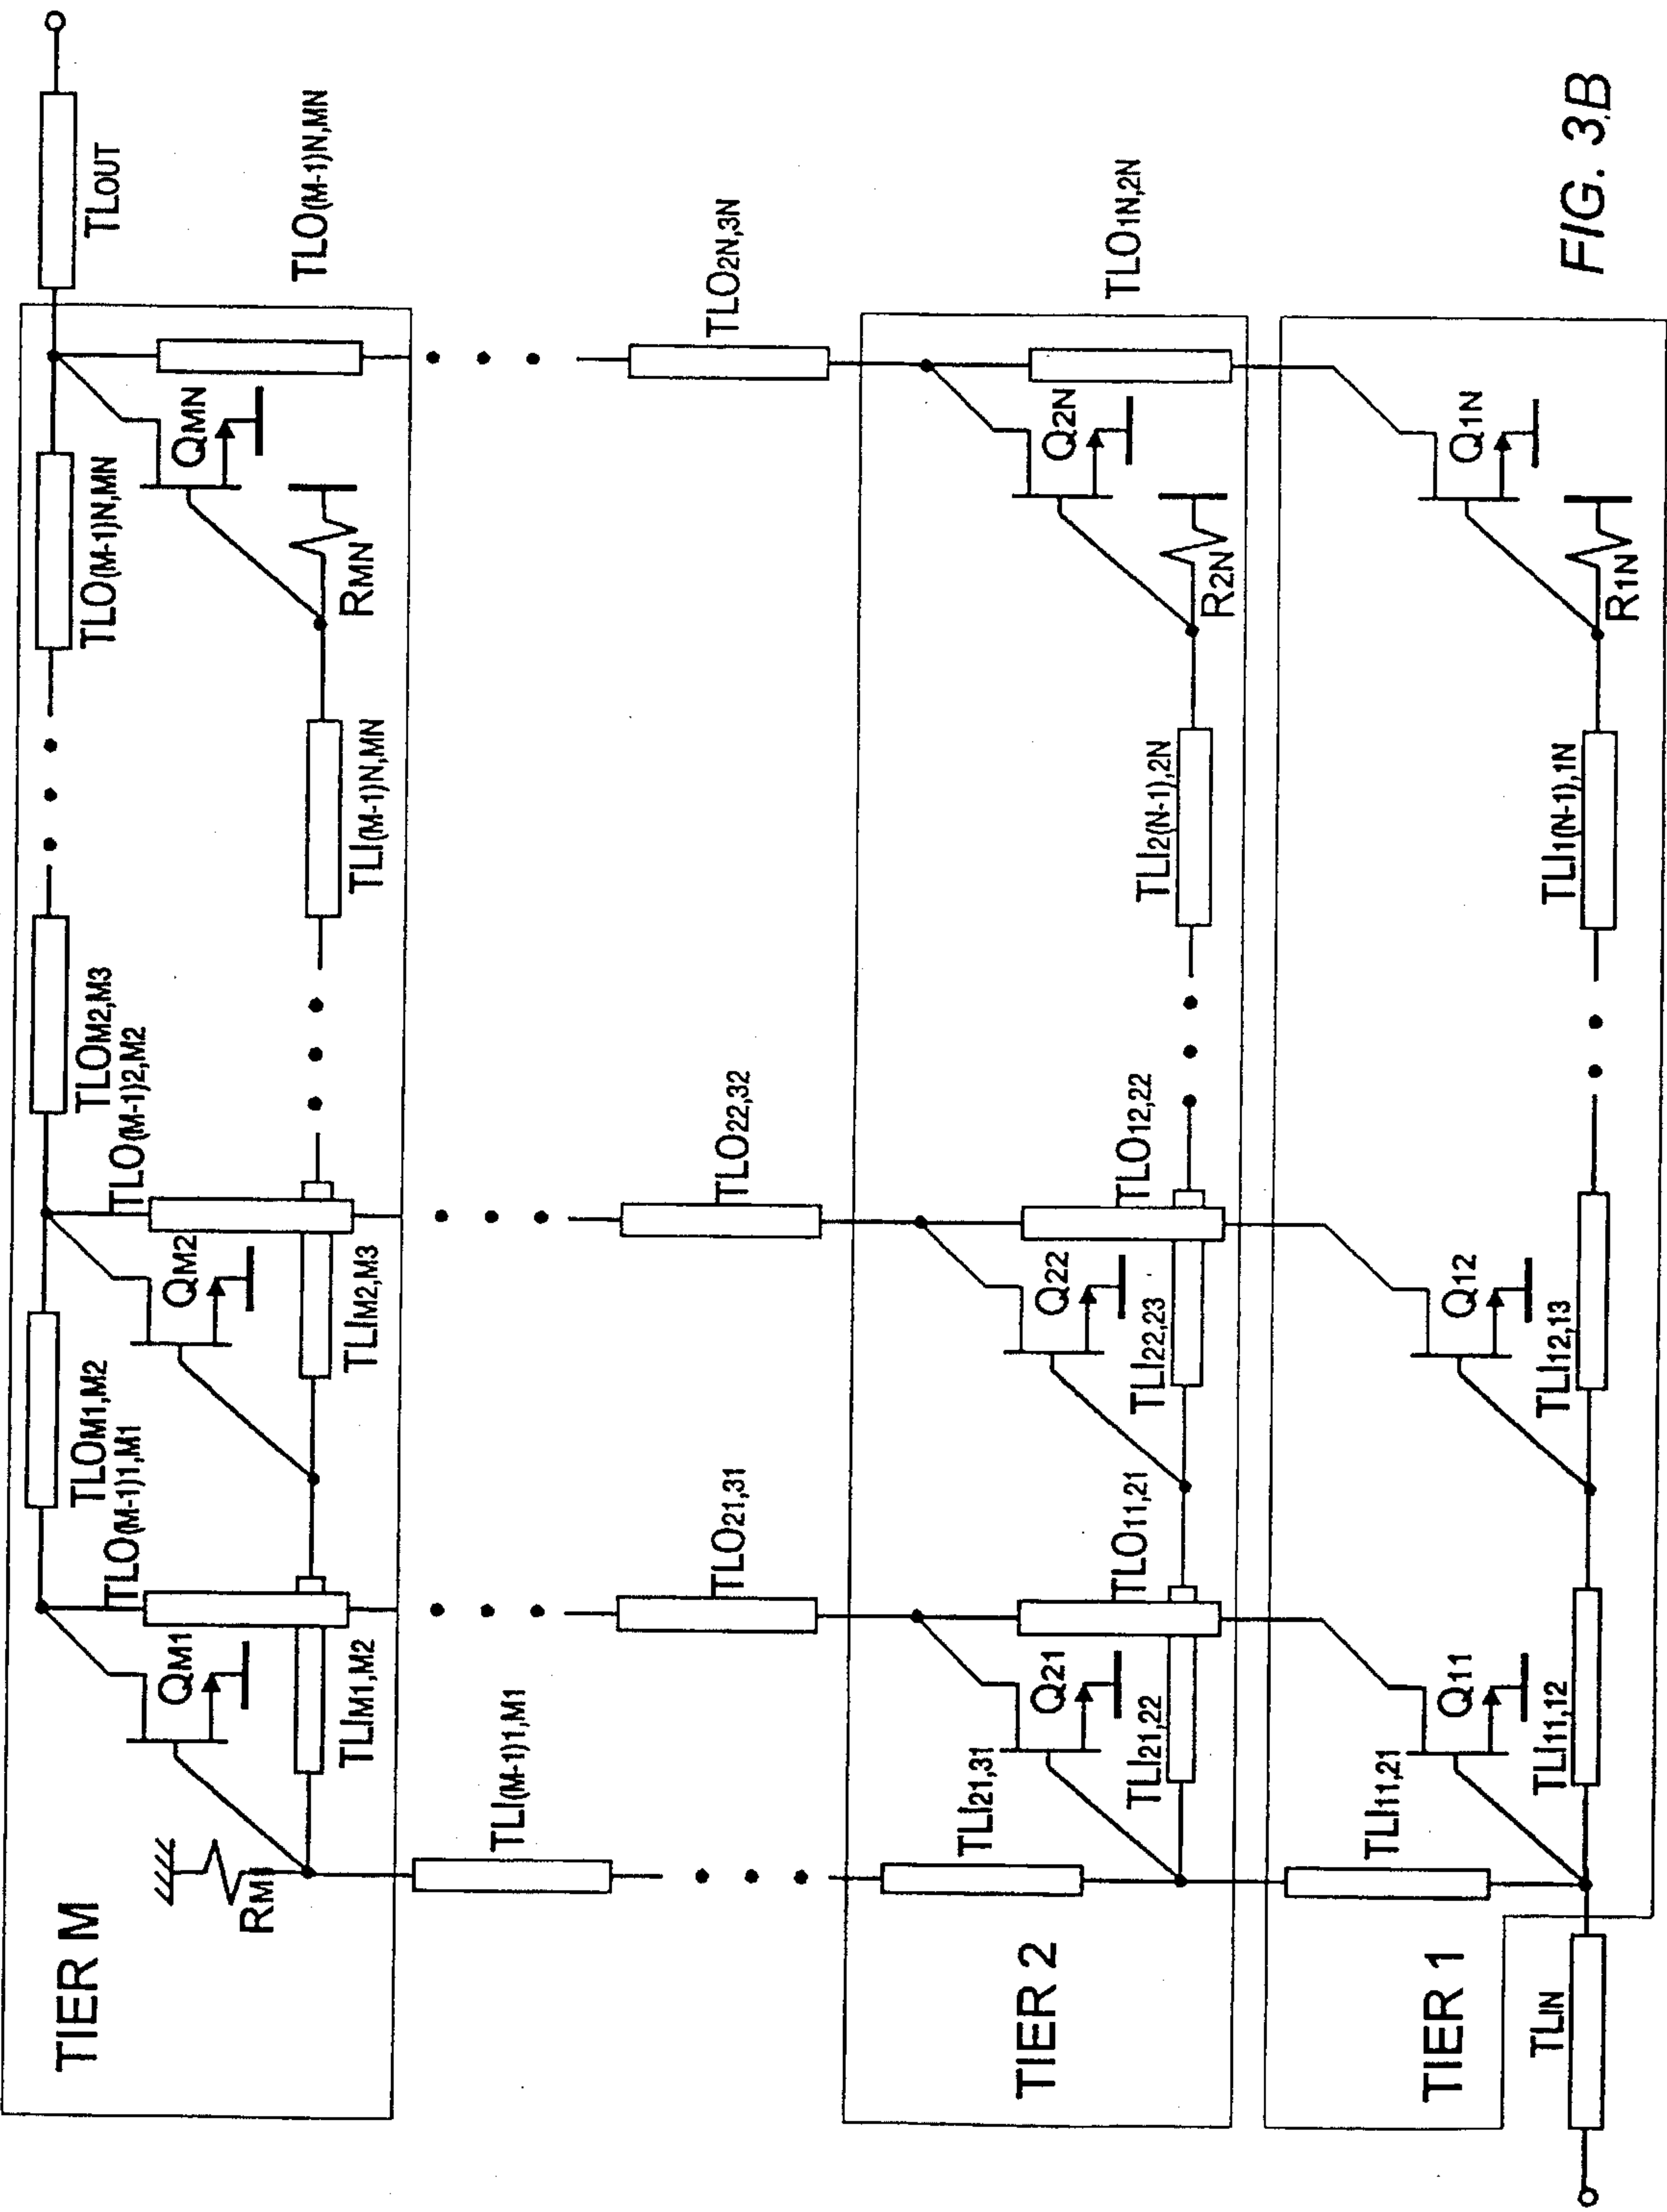 TLOUT
TLO(M-1)N,MN
TIER M
TLOM1,M2
TLO(M-1)1,M1
TLOM2,M3
TLO(M-1)2,M2
TLO(M-1)N,MN
QM1
QM2
QMN
RM1
TLIM1,M2
TLIM2,M3
TLI(M-1)N,MN
RMN
TLI(M-1)1,M1
TLO21,31
TLO22,32
TLO2N,3N
TIER 2
TLI21,31
Q21
Q22
Q2N
TLO11,21
TLO12,22
TLO1N,2N
TLI21,22
TLI22,23
TLI2(N-1),2N
R2N
TIER 1
TLI11,21
Q11
Q12
Q1N
TLI11,12
TLI12,13
TLI1(N-1),1N
R1N
TLIN
FIG. 3B